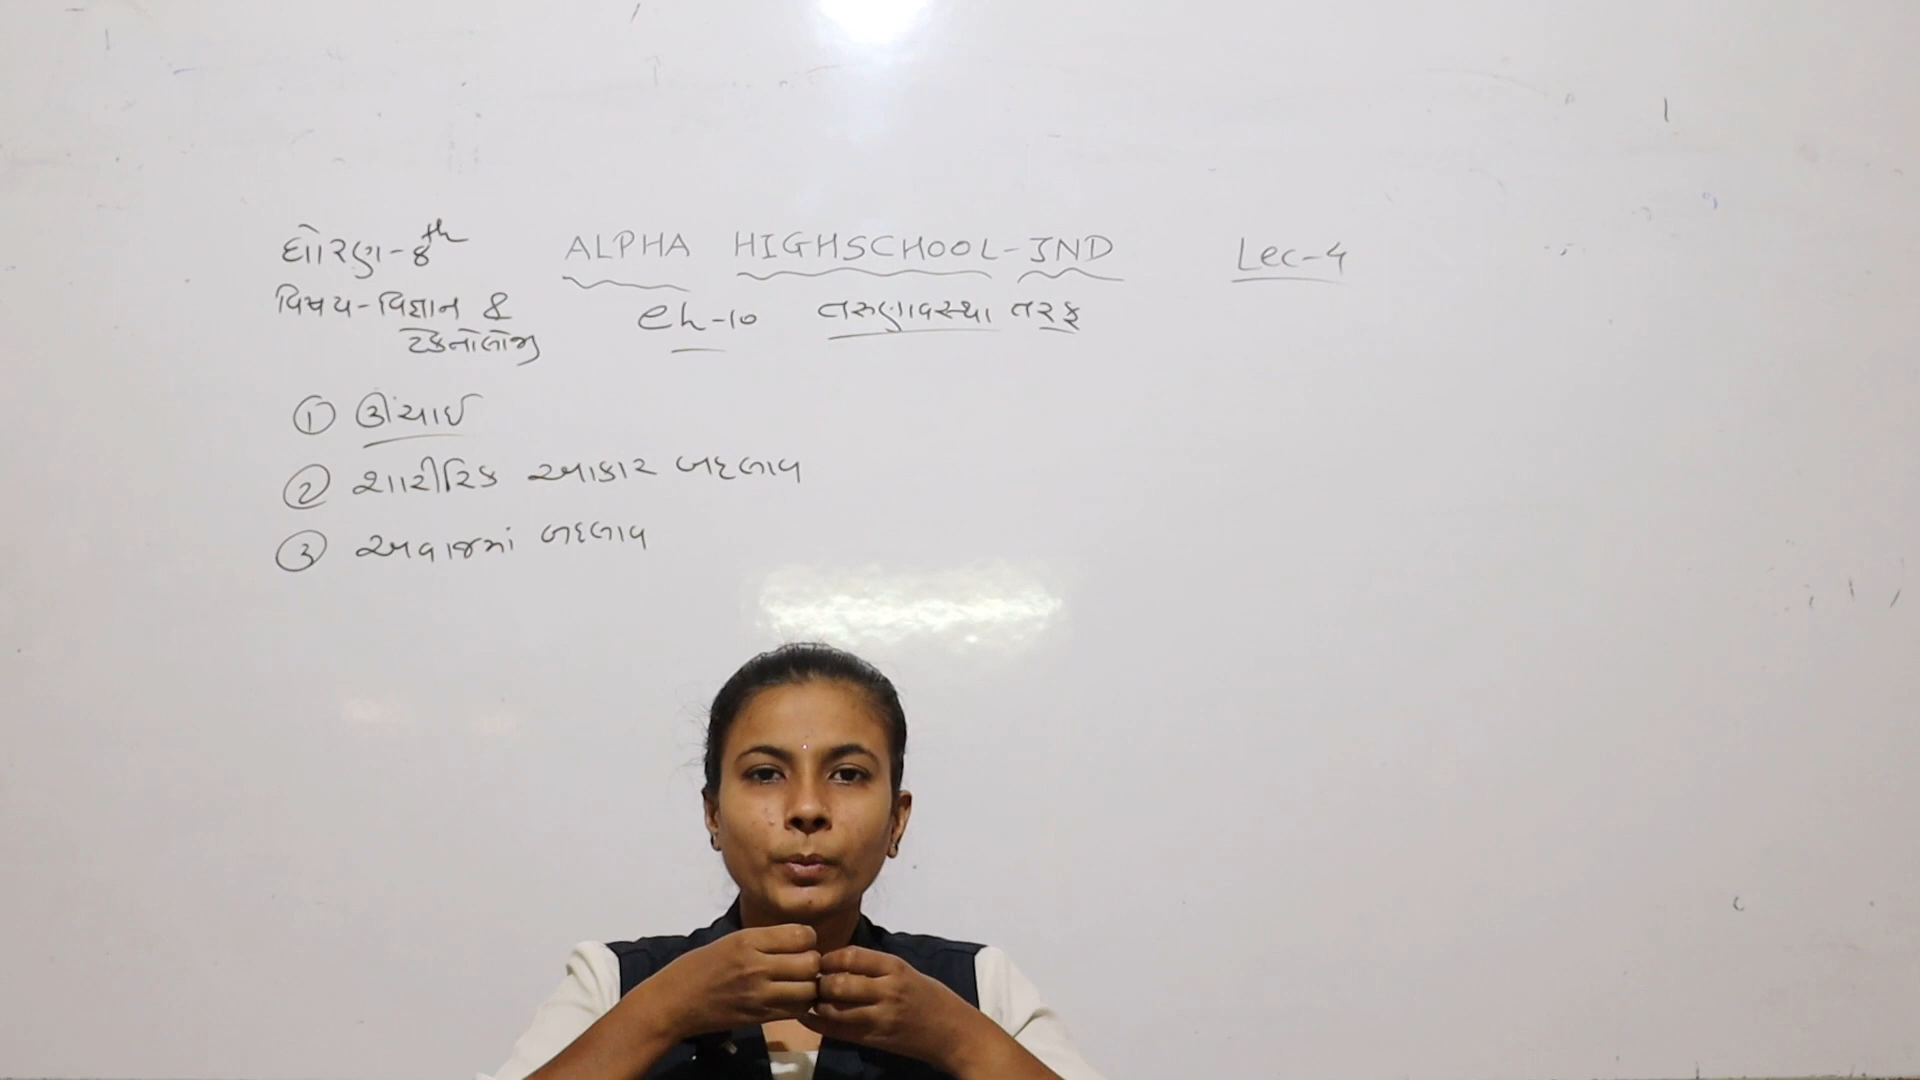 ધોરણ-8th ALPHA HIGHSCHOOL-JND Lec-4
વિષય-વિજ્ઞાન & ch-10 તરુણાવસ્થા તરફ
ટેકનોલોજી
① ઊંચાઈ
② શારીરિક આકાર બદલાવ
③ અવાજમાં બદલાવ